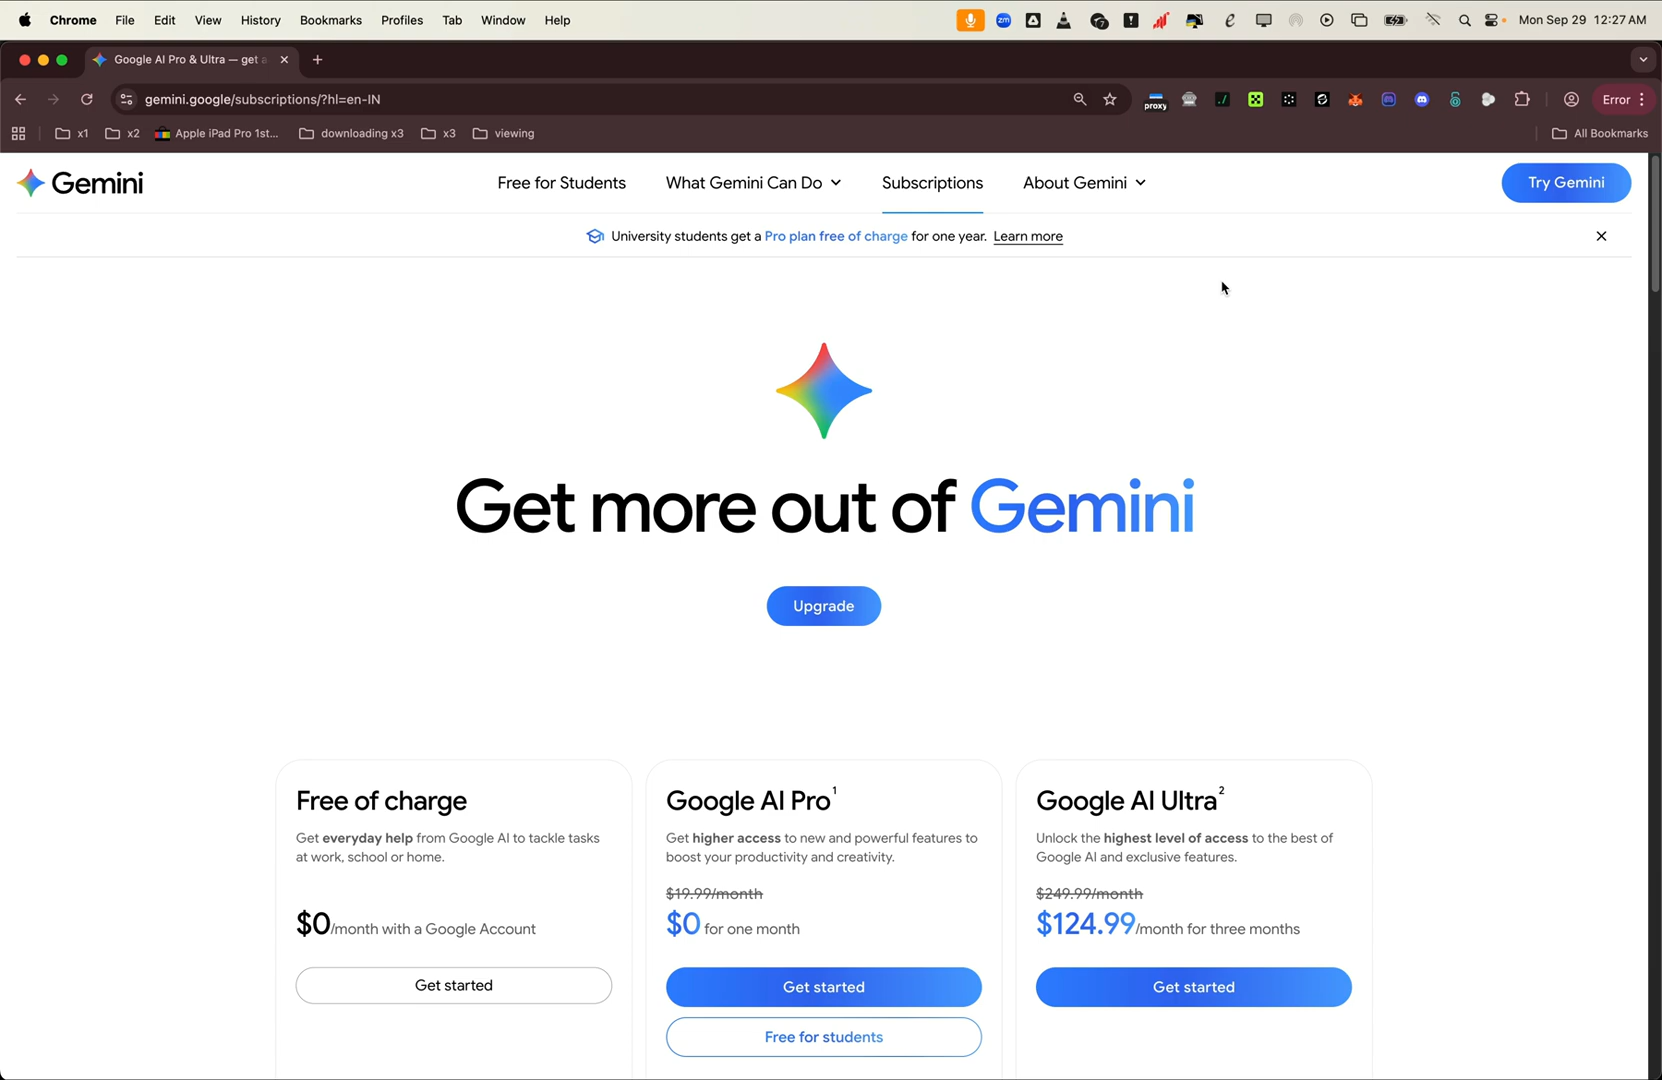 Chrome File Edit View History Bookmarks Profiles Tab Window Help
zm
Mon Sep 29 12:27 AM
Google AI Pro & Ultra — get a
gemini.google/subscriptions/?hl=en-IN
proxy
Error
x1
x2
Apple iPad Pro 1st...
downloading x3
x3
viewing
All Bookmarks
Gemini
Free for Students
What Gemini Can Do
Subscriptions
About Gemini
Try Gemini
University students get a Pro plan free of charge for one year. Learn more
Get more out of Gemini
Upgrade
Free of charge
Get everyday help from Google AI to tackle tasks
at work, school or home.
$0/month with a Google Account
Get started
Google AI Pro¹
Get higher access to new and powerful features to
boost your productivity and creativity.
$19.99/month
$0 for one month
Get started
Free for students
Google AI Ultra²
Unlock the highest level of access to the best of
Google AI and exclusive features.
$249.99/month
$124.99/month for three months
Get started